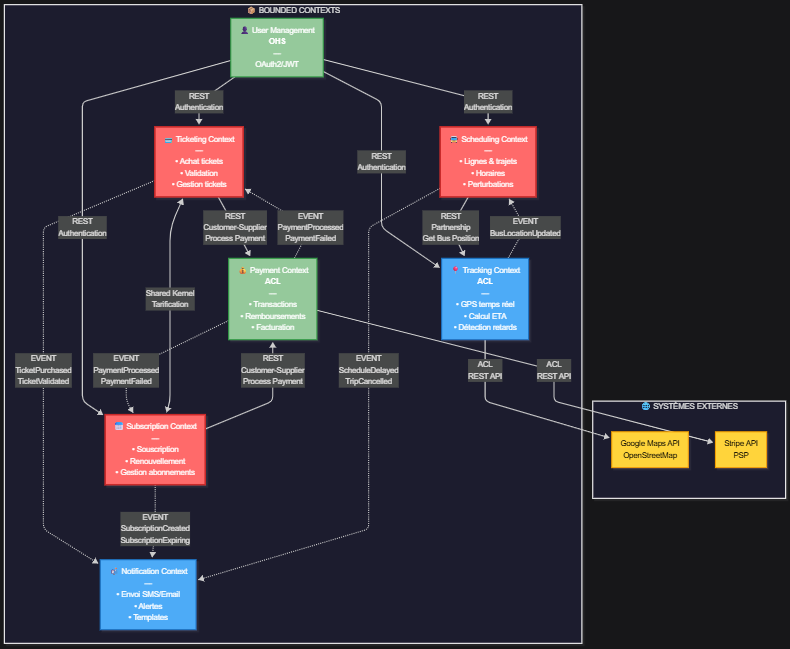 BOUNDED CONTEXTS
User Management
OHS
—
OAuth2/JWT
REST
Authentication
REST
Authentication
Ticketing Context
—
• Achat tickets
• Validation
• Gestion tickets
Scheduling Context
—
• Lignes & trajets
• Horaires
• Perturbations
REST
Authentication
REST
Authentication
REST
Customer-Supplier
Process Payment
EVENT
PaymentProcessed
PaymentFailed
REST
Partnership
Get Bus Position
EVENT
BusLocationUpdated
Payment Context
ACL
—
• Transactions
• Remboursements
• Facturation
Tracking Context
ACL
—
• GPS temps réel
• Calcul ETA
• Détection retards
Shared Kernel
Tarification
EVENT
TicketPurchased
TicketValidated
EVENT
PaymentProcessed
PaymentFailed
REST
Customer-Supplier
Process Payment
EVENT
ScheduleDelayed
TripCancelled
ACL
REST API
ACL
REST API
SYSTÈMES EXTERNES
Google Maps API
OpenStreetMap
Stripe API
PSP
Subscription Context
—
• Souscription
• Renouvellement
• Gestion abonnements
EVENT
SubscriptionCreated
SubscriptionExpiring
Notification Context
—
• Envoi SMS/Email
• Alertes
• Templates